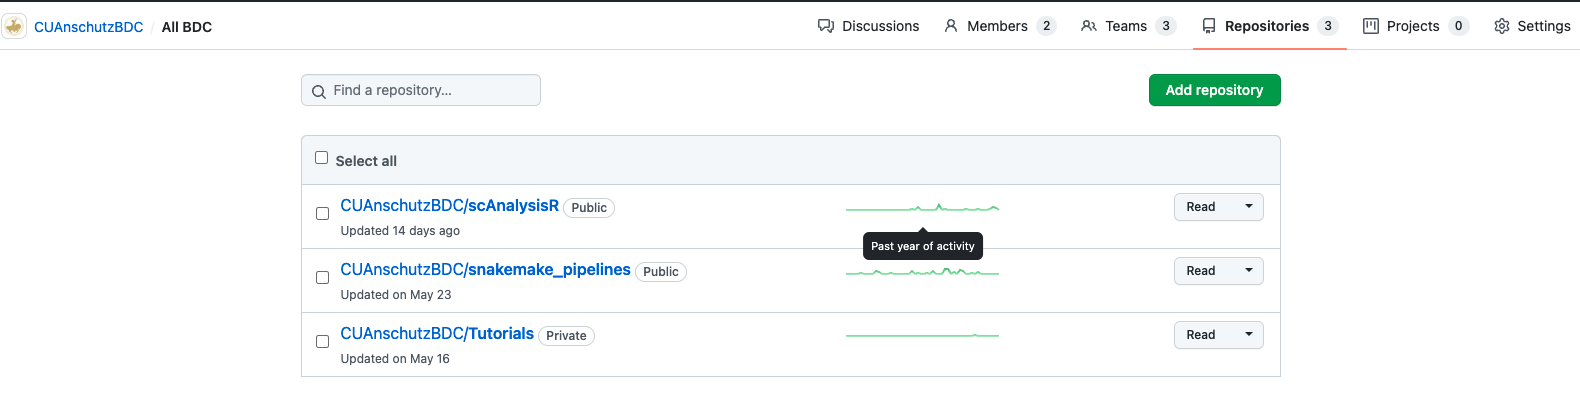 CUAnschutzBDC / All BDC
Discussions Members 2 Teams 3 Repositories 3 Projects 0 Settings
Find a repository...
Add repository
Select all
CUAnschutzBDC/scAnalysisR Public
Read
Updated 14 days ago
Past year of activity
CUAnschutzBDC/snakemake_pipelines Public
Read
Updated on May 23
CUAnschutzBDC/Tutorials Private
Read
Updated on May 16